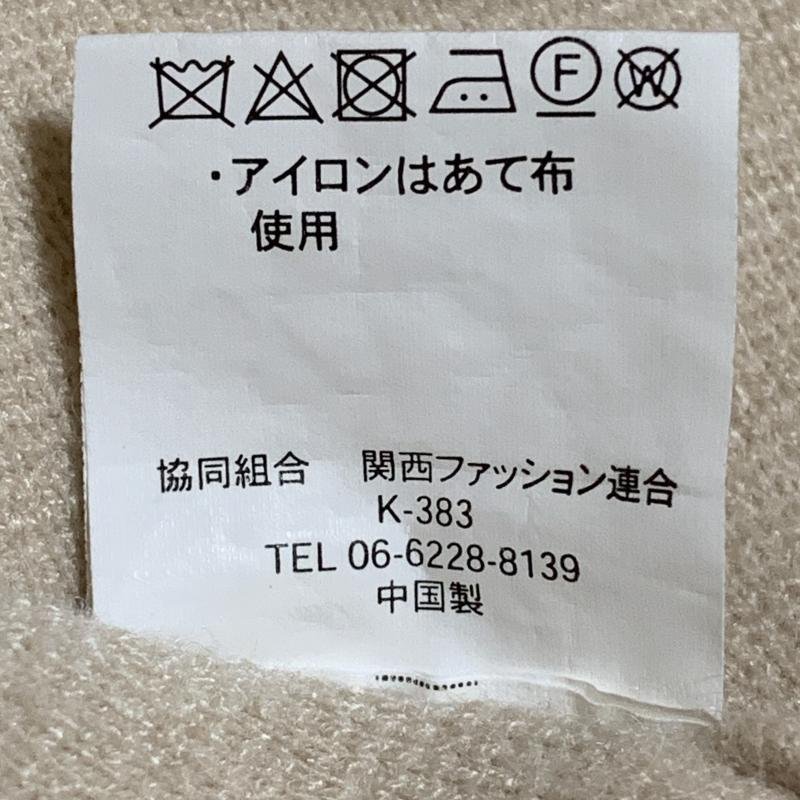 F W
・アイロンはあて布
使用
協同組合 関西ファッション連合
K-383
TEL 06-6228-8139
中国製